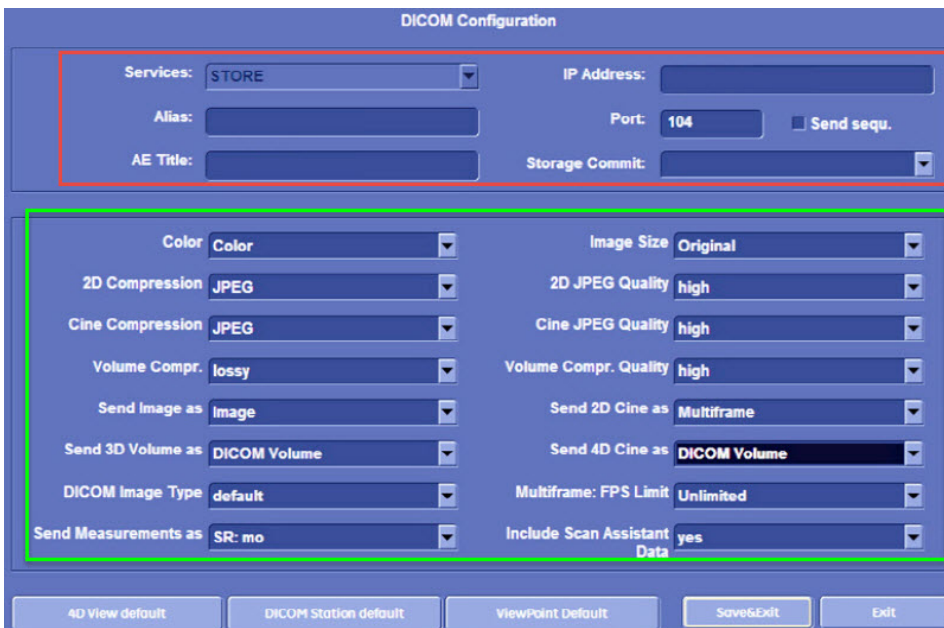 DICOM Configuration
Services: STORE IP Address:
Alias: Port: 104 Send sequ.
AE Title: Storage Commit:
Color Color Image Size Original
2D Compression JPEG 2D JPEG Quality high
Cine Compression JPEG Cine JPEG Quality high
Volume Compr. lossy Volume Compr. Quality high
Send Image as Image Send 2D Cine as Multiframe
Send 3D Volume as DICOM Volume Send 4D Cine as DICOM Volume
DICOM Image Type default Multiframe: FPS Limit Unlimited
Send Measurements as SR: mo Include Scan Assistant yes
Data
4D View default DICOM Station default ViewPoint Default Save&Exit Exit